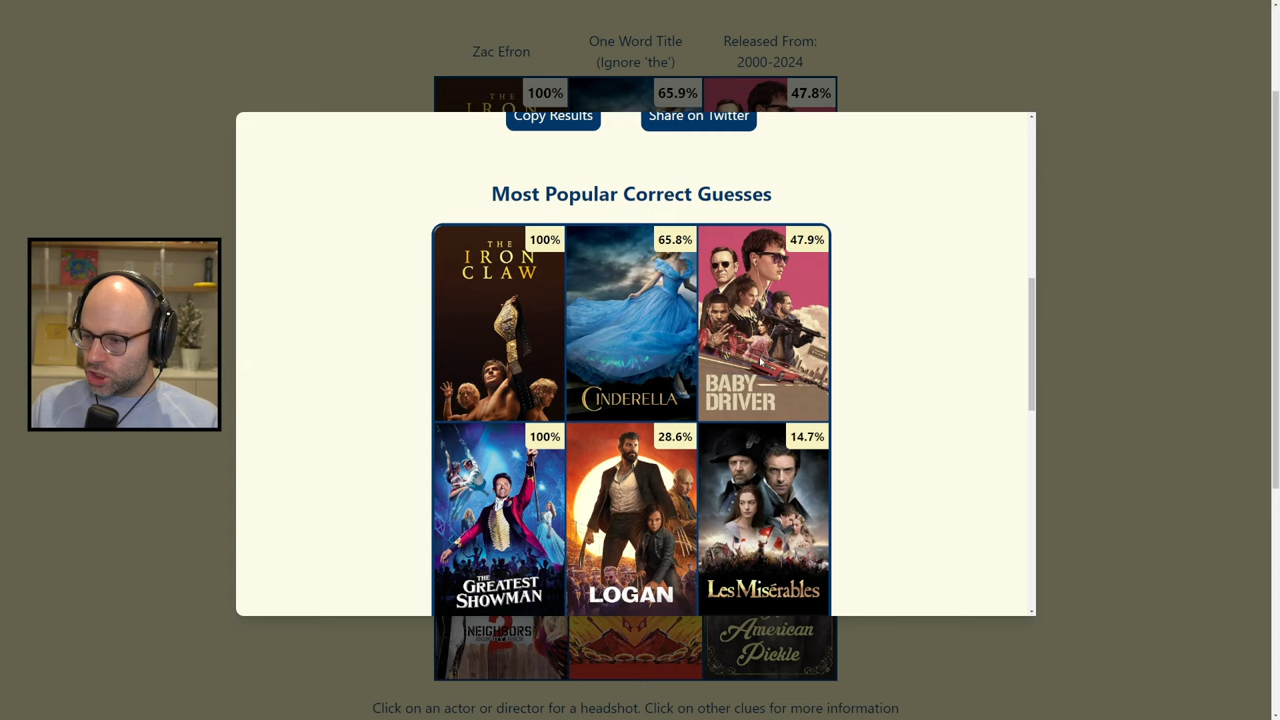 Zac Efron
One Word Title
(Ignore 'the')
Released From:
2000-2024
THE
IRON
100%
65.9%
47.8%
Copy Results
Share on Twitter
Most Popular Correct Guesses
THE
IRON
CLAW
100%
CINDERELLA
65.8%
BABY
DRIVER
47.9%
THE
GREATEST
SHOWMAN
100%
LOGAN
28.6%
Les Misérables
14.7%
NEIGHBORS
2
American
Pickle
Click on an actor or director for a headshot. Click on other clues for more information